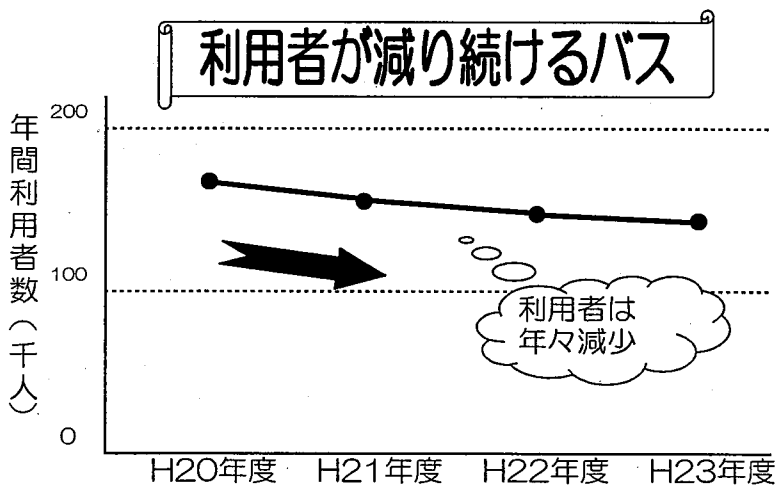 利用者が減り続けるバス
年間利用者数(千人)
200
100
0
利用者は
年々減少
H20年度
H21年度
H22年度
H23年度